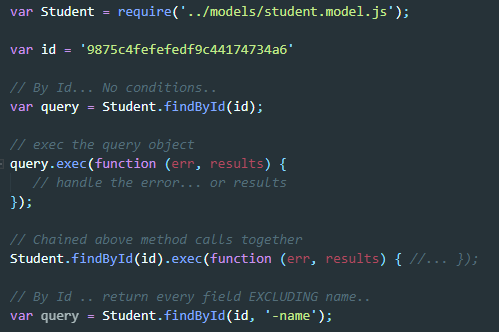 var Student = require('../models/student.model.js');
var id = '9875c4fefefedf9c44174734a6'
// By Id... No conditions..
var query = Student.findById(id);
// exec the query object
query.exec(function (err, results) {
// handle the error... or results
});
// Chained above method calls together
Student.findById(id).exec(function (err, results) { //... });
// By Id .. return every field EXCLUDING name..
var query = Student.findById(id, '-name');